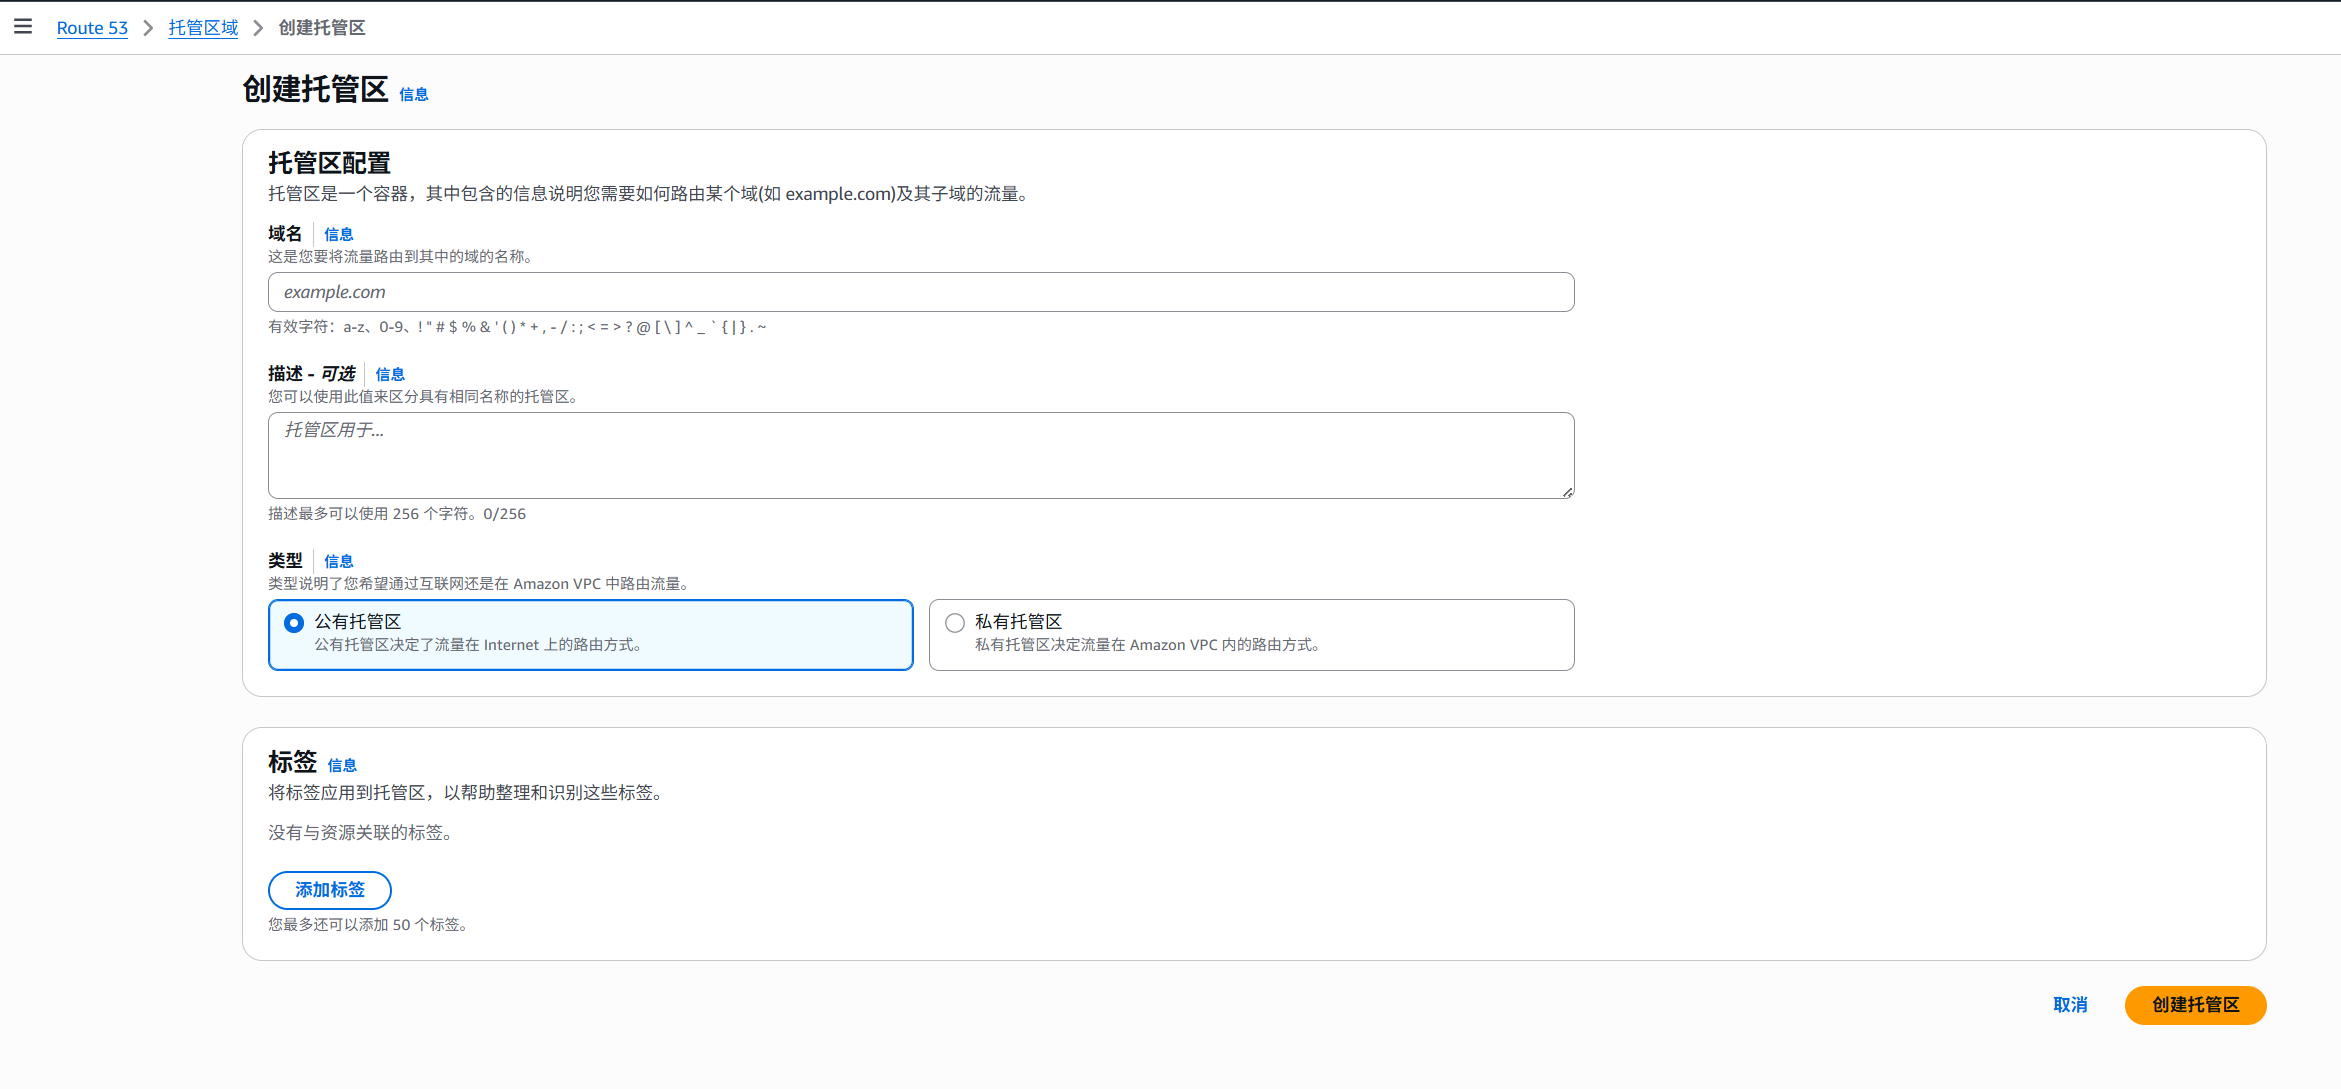 Route 53 > 托管区域 > 创建托管区
创建托管区 信息
托管区配置
托管区是一个容器，其中包含的信息说明您需要如何路由某个域(如 example.com)及其子域的流量。
域名 信息
这是您要将流量路由到其中的域的名称。
example.com
有效字符：a-z、0-9、! " # $ % & ' ( ) * + , - / : ; < = > ? @ [ \ ] ^ _ ` { | } . ~
描述 - 可选 信息
您可以使用此值来区分具有相同名称的托管区。
托管区用于...
描述最多可以使用 256 个字符。0/256
类型 信息
类型说明了您希望通过互联网还是在 Amazon VPC 中路由流量。
公有托管区
公有托管区决定了流量在 Internet 上的路由方式。
私有托管区
私有托管区决定流量在 Amazon VPC 内的路由方式。
标签 信息
将标签应用到托管区，以帮助整理和识别这些标签。
没有与资源关联的标签。
添加标签
您最多还可以添加 50 个标签。
取消 创建托管区